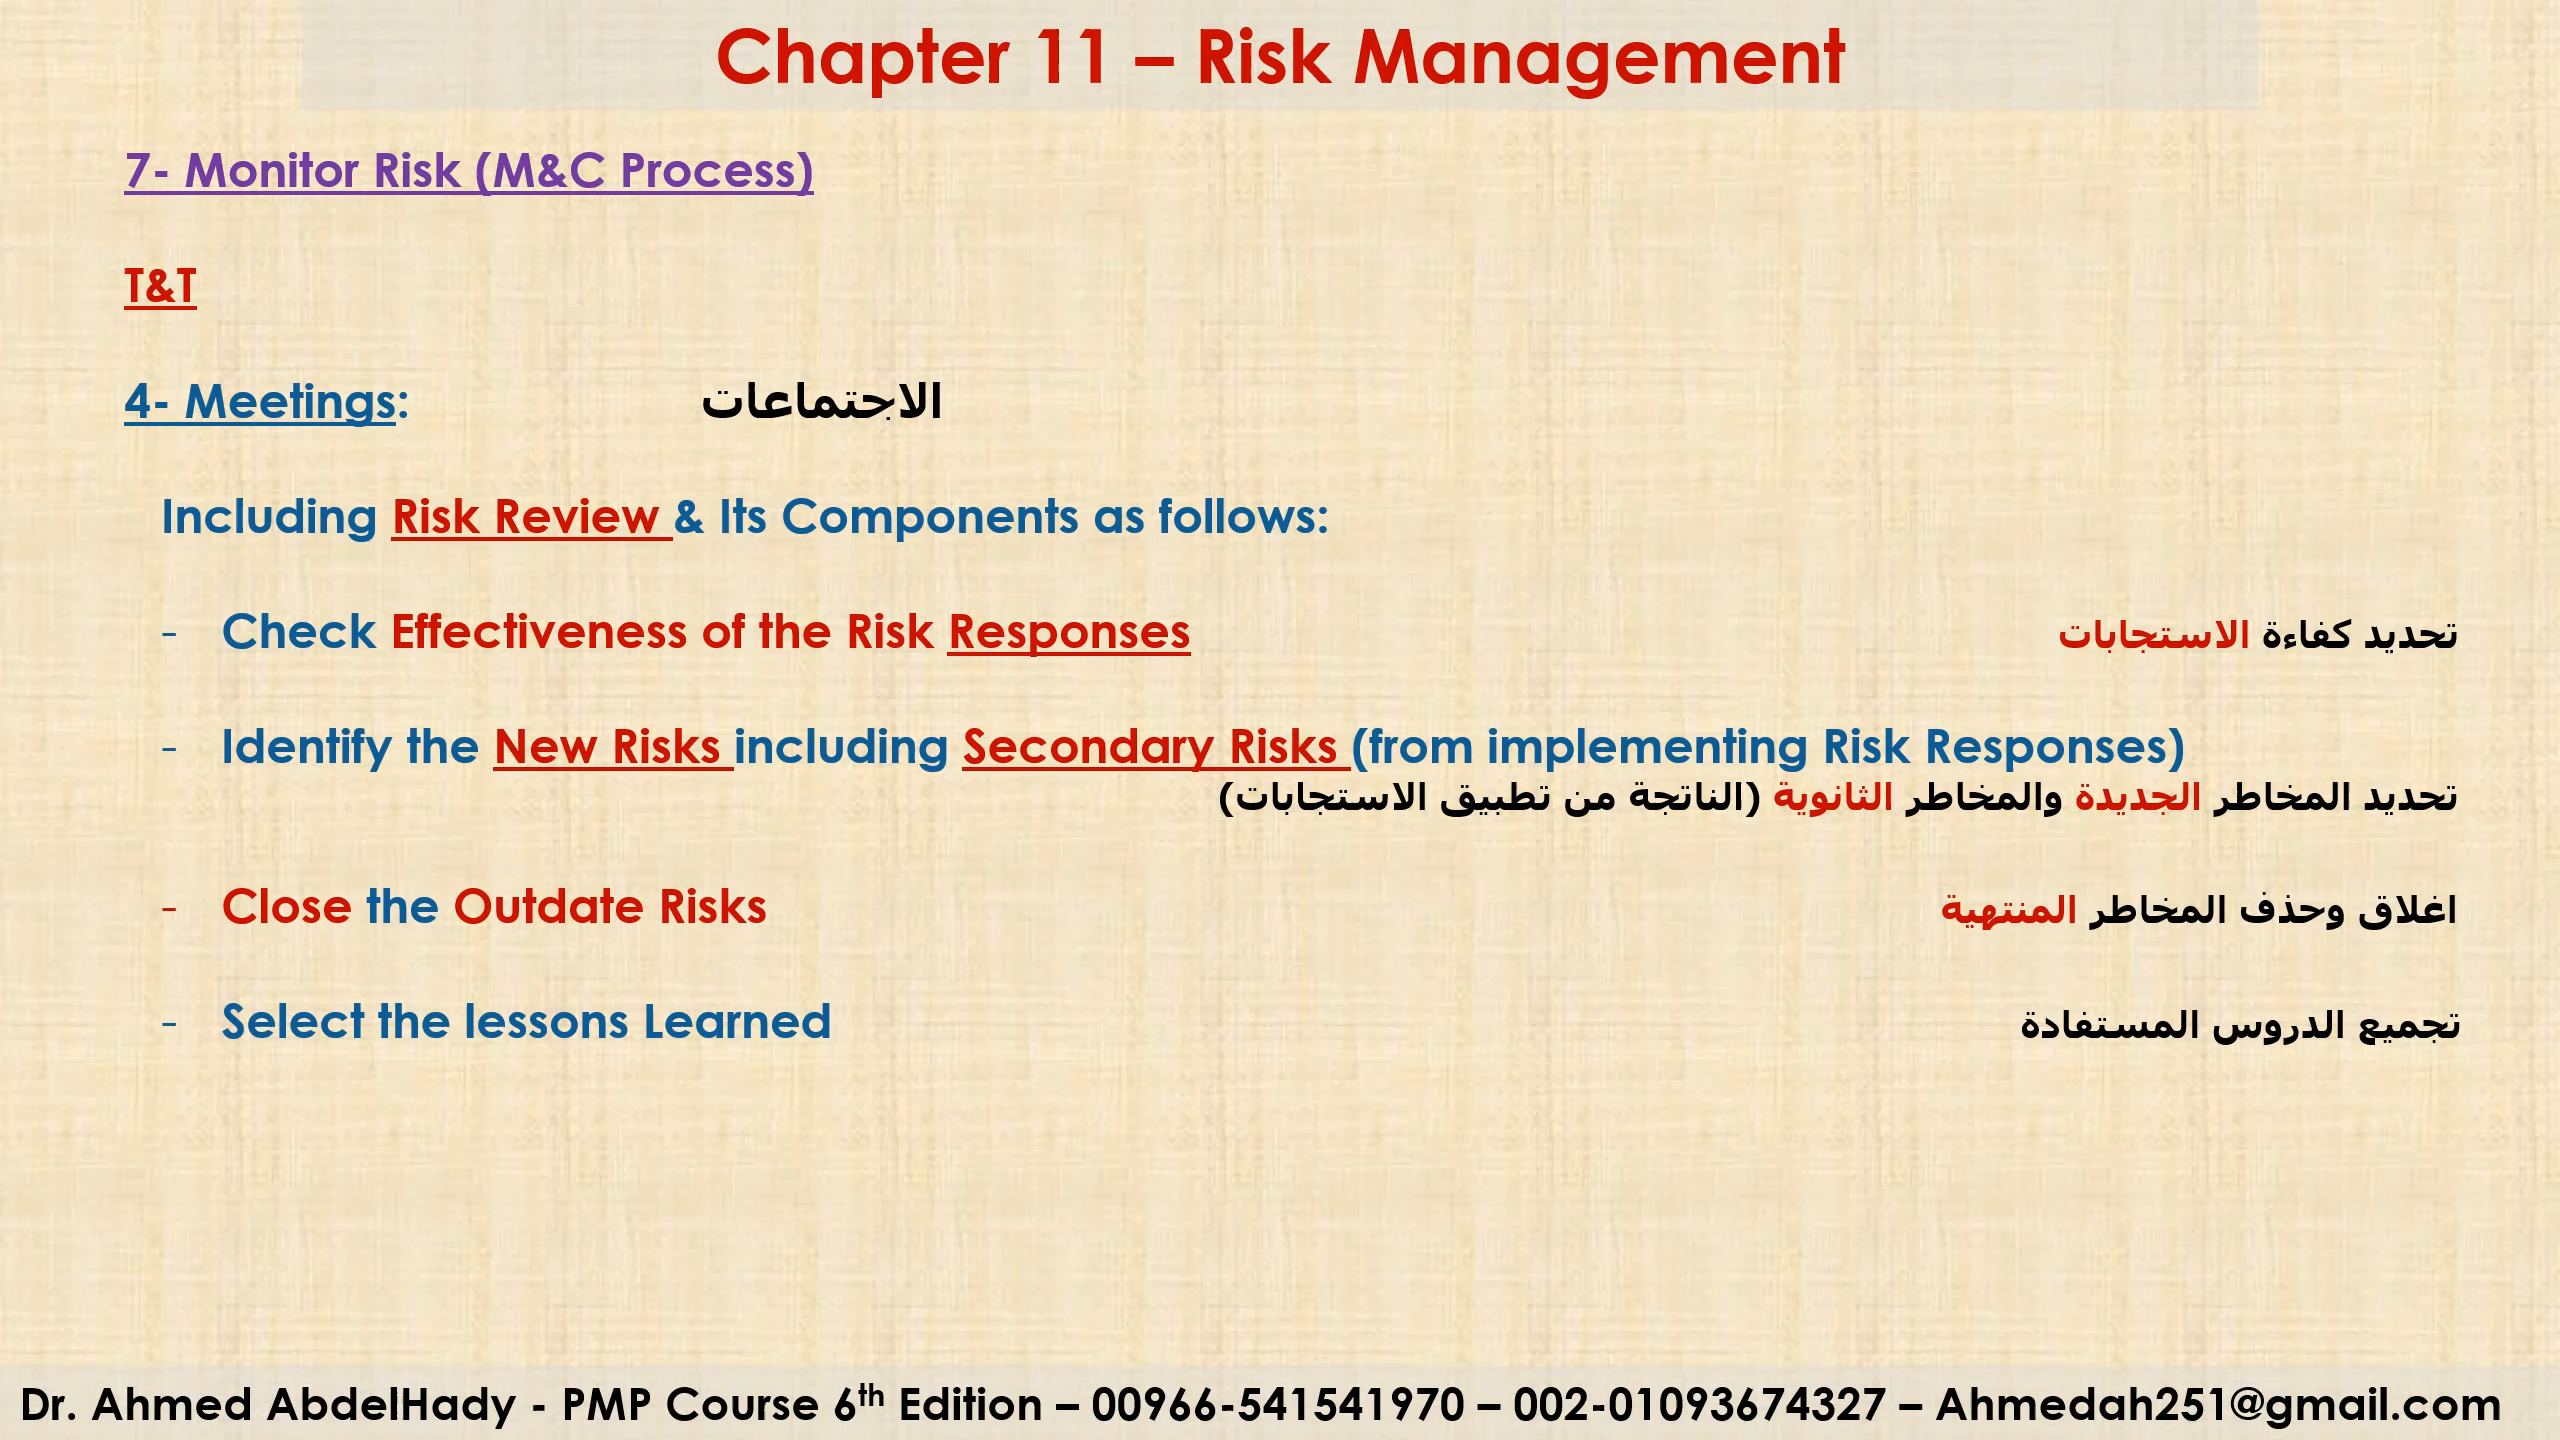 Chapter 11 – Risk Management
7- Monitor Risk (M&C Process)
T&T
4- Meetings: الاجتماعات
Including Risk Review & Its Components as follows:
- Check Effectiveness of the Risk Responses تحديد كفاءة الاستجابات
- Identify the New Risks including Secondary Risks (from implementing Risk Responses)
تحديد المخاطر الجديدة والمخاطر الثانوية (الناتجة من تطبيق الاستجابات)
- Close the Outdate Risks اغلاق وحذف المخاطر المنتهية
- Select the lessons Learned تجميع الدروس المستفادة
Dr. Ahmed AbdelHady - PMP Course 6th Edition – 00966-541541970 – 002-01093674327 – Ahmedah251@gmail.com